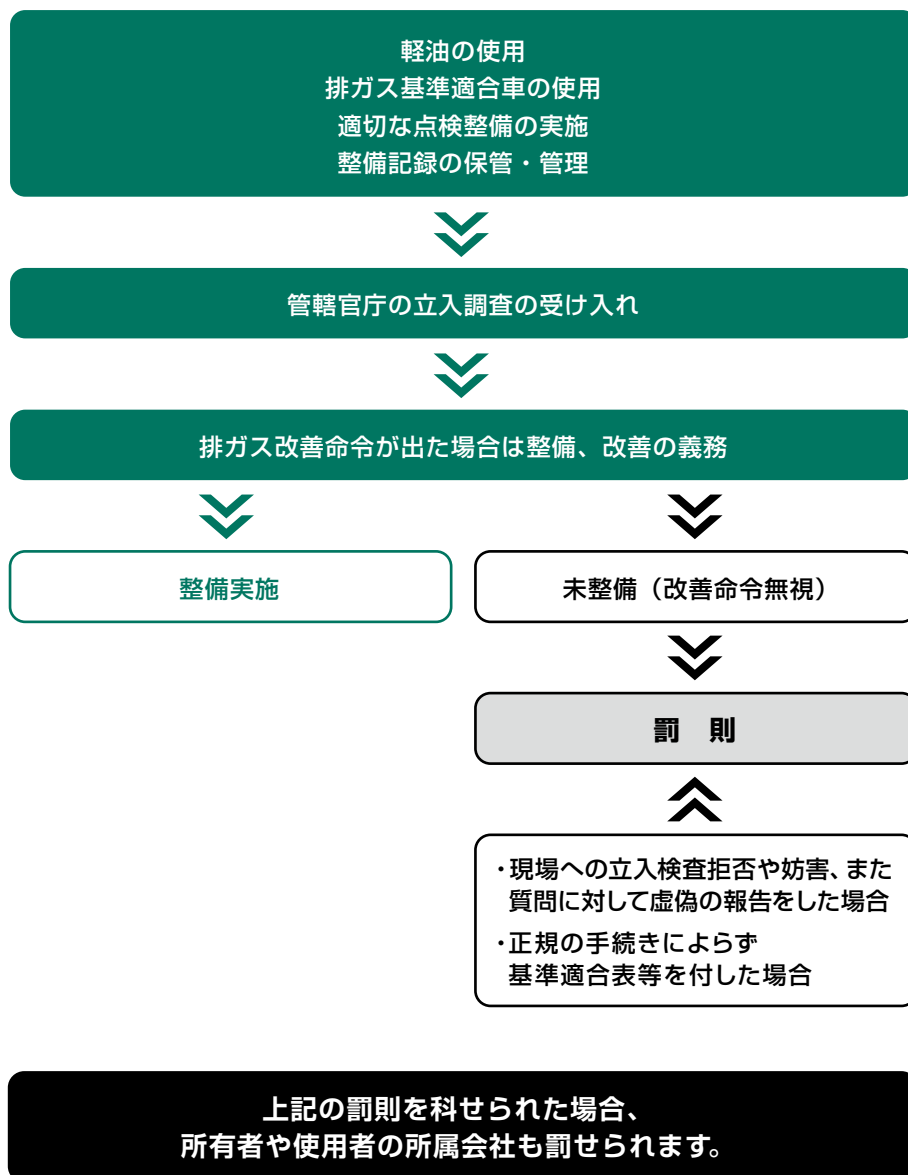 軽油の使用
排ガス基準適合車の使用
適切な点検整備の実施
整備記録の保管・管理
管轄官庁の立入調査の受け入れ
排ガス改善命令が出た場合は整備、改善の義務
整備実施
未整備（改善命令無視）
罰　則
・現場への立入検査拒否や妨害、また
質問に対して虚偽の報告をした場合
・正規の手続きによらず
基準適合表等を付した場合
上記の罰則を科せられた場合、
所有者や使用者の所属会社も罰せられます。